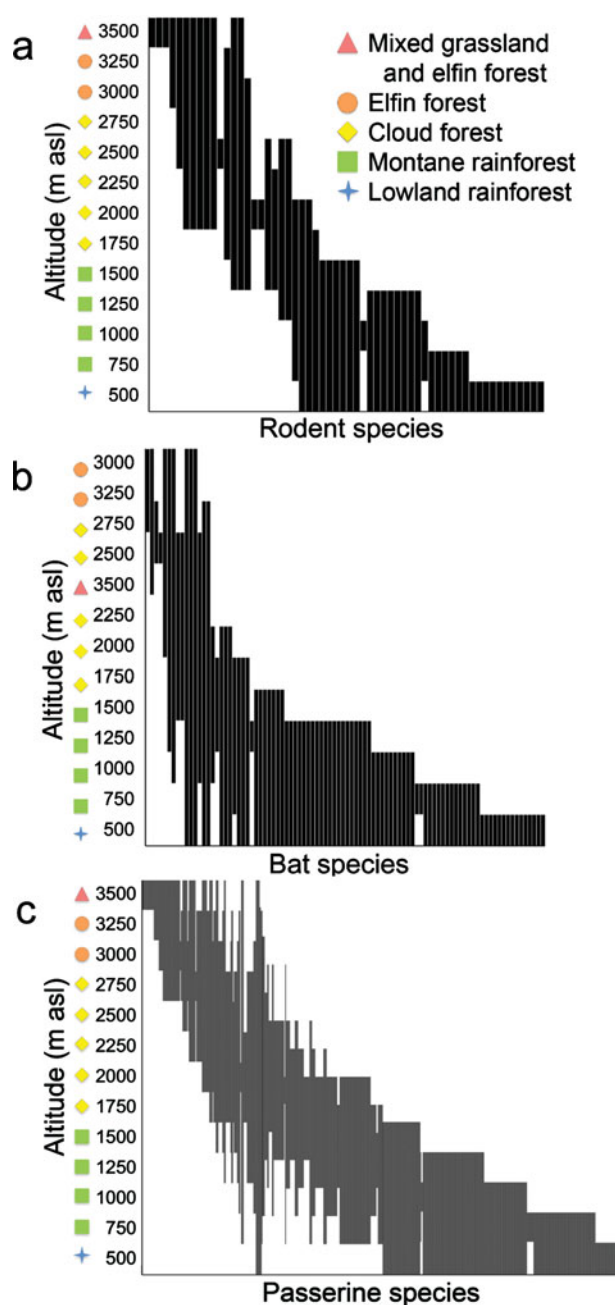 a
3500
3250
3000
2750
2500
2250
2000
1750
1500
1250
1000
750
500
Altitude (m asl)
Mixed grassland
and elfin forest
Elfin forest
Cloud forest
Montane rainforest
Lowland rainforest
Rodent species
b
3000
3250
2750
2500
3500
2250
2000
1750
1500
1250
1000
750
500
Altitude (m asl)
Bat species
c
3500
3250
3000
2750
2500
2250
2000
1750
1500
1250
1000
750
500
Altitude (m asl)
Passerine species